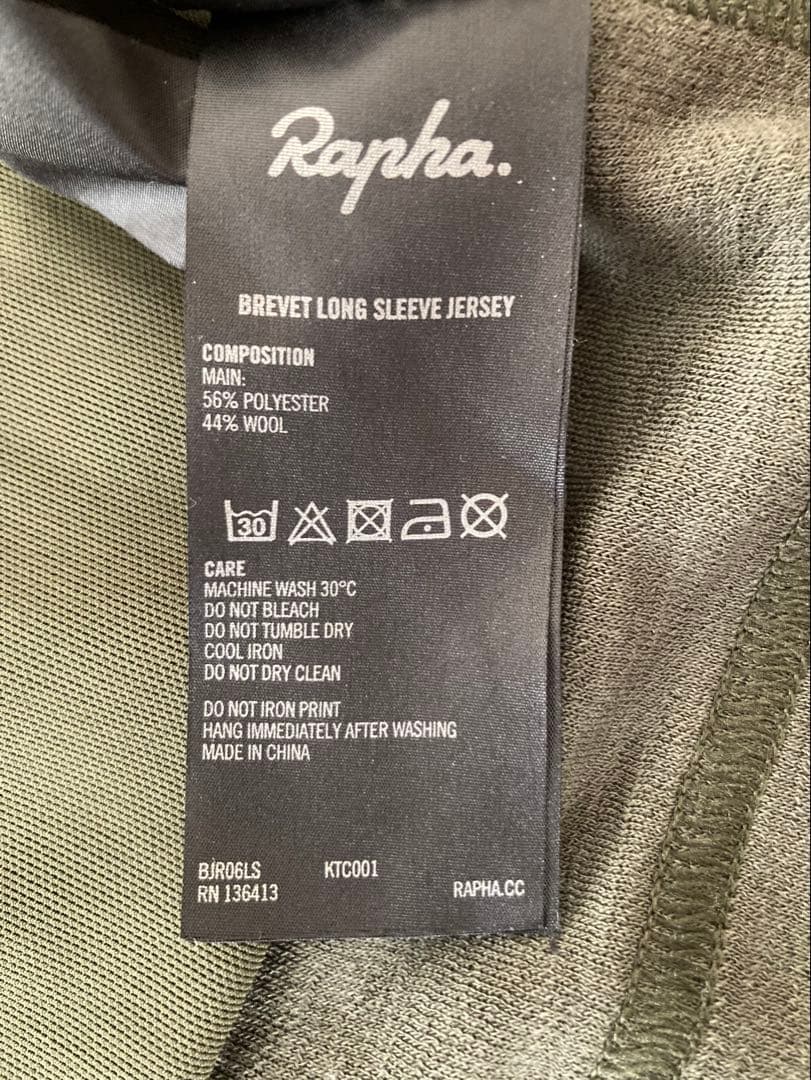 Rapha.
BREVET LONG SLEEVE JERSEY
COMPOSITION
MAIN:
56% POLYESTER
44% WOOL
30
CARE
MACHINE WASH 30°C
DO NOT BLEACH
DO NOT TUMBLE DRY
COOL IRON
DO NOT DRY CLEAN
DO NOT IRON PRINT
HANG IMMEDIATELY AFTER WASHING
MADE IN CHINA
BJR06LS KTC001
RN 136413 RAPHA.CC